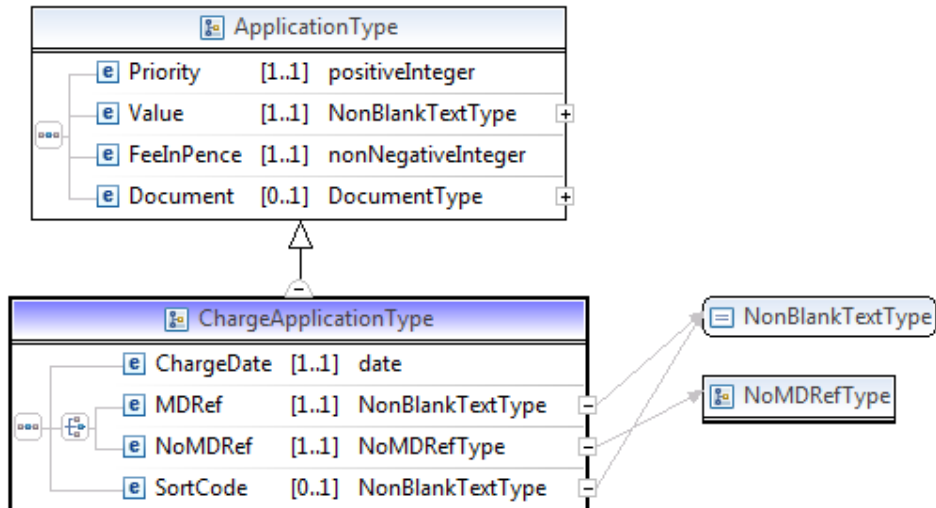 ApplicationType
e Priority [1..1] positiveInteger
e Value [1..1] NonBlankTextType
e FeeInPence [1..1] nonNegativeInteger
e Document [0..1] DocumentType
ChargeApplicationType
e ChargeDate [1..1] date
e MDRef [1..1] NonBlankTextType
e NoMDRef [1..1] NoMDRefType
e SortCode [0..1] NonBlankTextType
NonBlankTextType
NoMDRefType